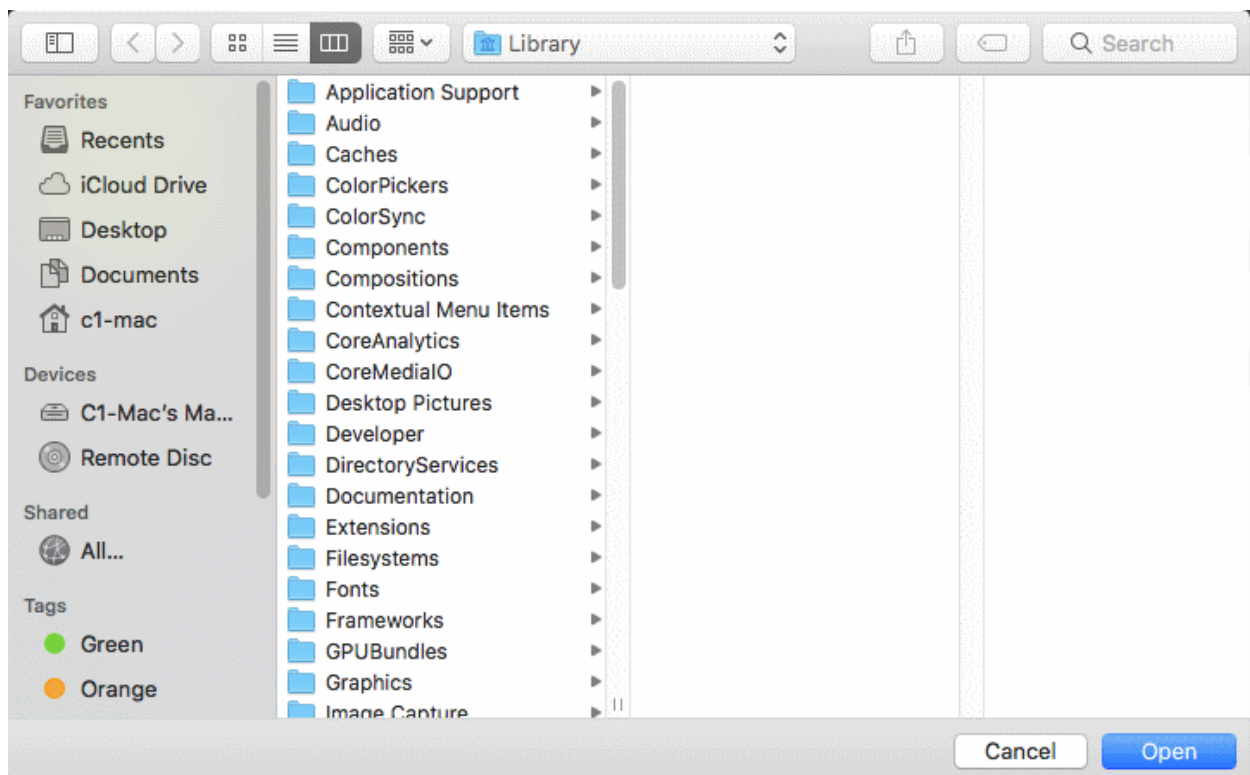 Library
Search
Favorites
Recents
iCloud Drive
Desktop
Documents
c1-mac
Devices
C1-Mac's Ma...
Remote Disc
Shared
All...
Tags
Green
Orange
Application Support
Audio
Caches
ColorPickers
ColorSync
Components
Compositions
Contextual Menu Items
CoreAnalytics
CoreMediaIO
Desktop Pictures
Developer
DirectoryServices
Documentation
Extensions
Filesystems
Fonts
Frameworks
GPUBundles
Graphics
Image Capture
Cancel
Open